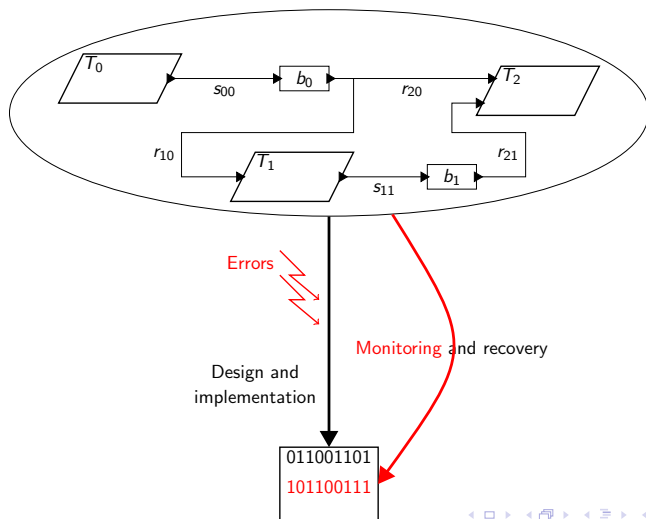 T₀
s₀₀
b₀
r₂₀
T₂
r₁₀
T₁
s₁₁
b₁
r₂₁
Errors
Monitoring and recovery
Design and
implementation
011001101
101100111